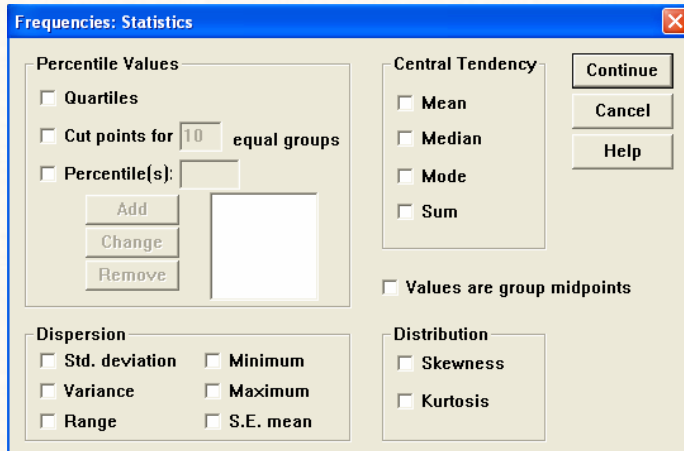 Frequencies: Statistics
Percentile Values
Quartiles
Cut points for 10 equal groups
Percentile(s):
Add
Change
Remove
Central Tendency
Mean
Median
Mode
Sum
Continue
Cancel
Help
Values are group midpoints
Dispersion
Std. deviation
Minimum
Variance
Maximum
Range
S.E. mean
Distribution
Skewness
Kurtosis